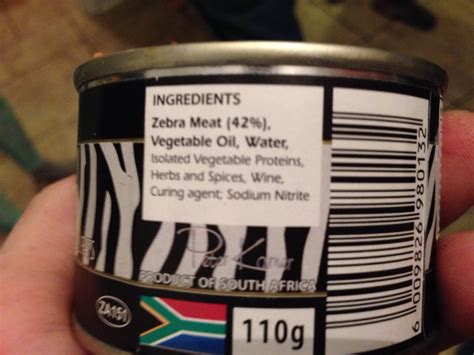 INGREDIENTS
Zebra Meat (42%),
Vegetable Oil, Water,
Isolated Vegetable Proteins,
Herbs and Spices, Wine,
Curing agent; Sodium Nitrite
PRODUCT OF SOUTH AFRICA
ZA161
110g
6 009826 980132